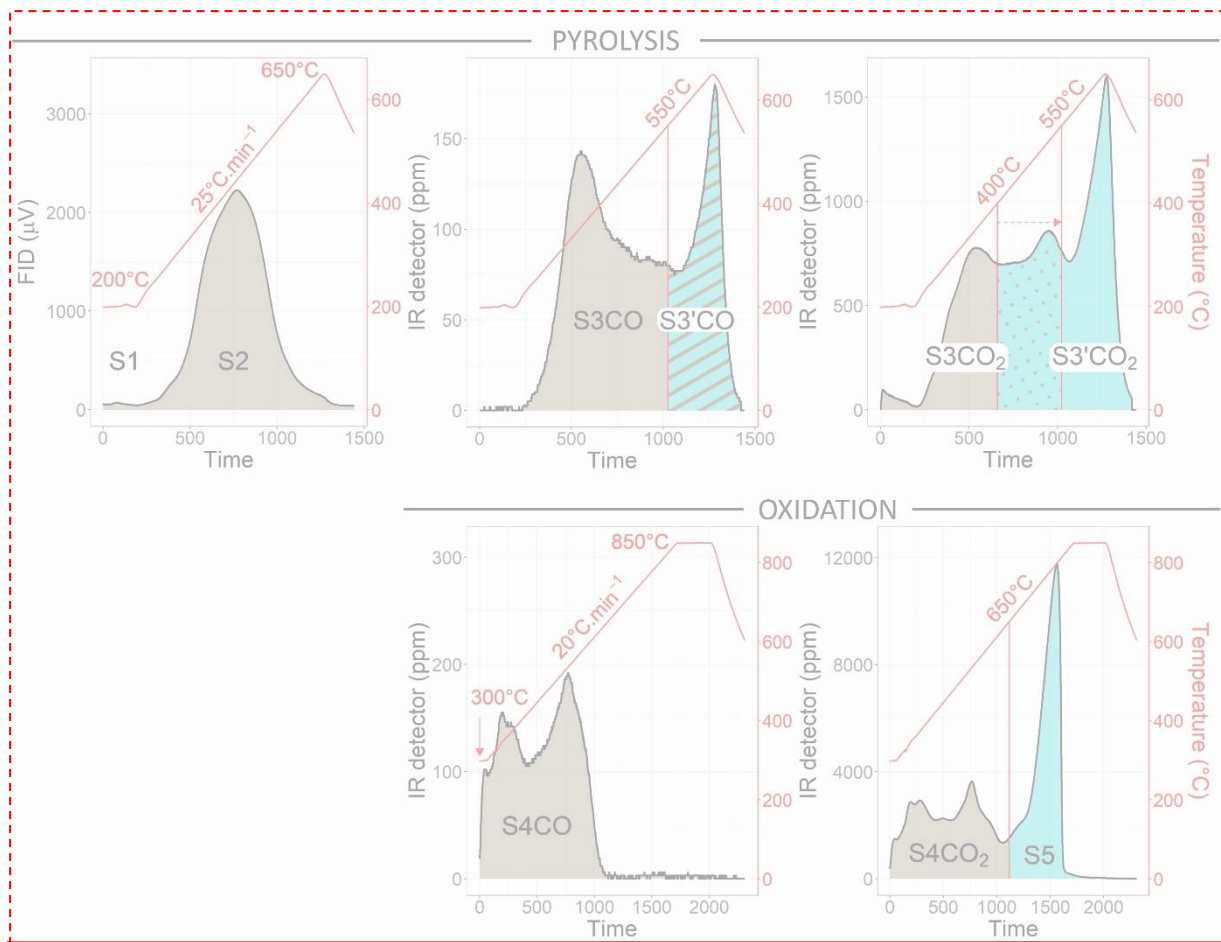 PYROLYSIS
FID (µV)
3000
2000
1000
0
650°C
25°C.min⁻¹
200°C
S1
S2
600
400
200
0
0
500
1000
1500
Time
IR detector (ppm)
150
100
50
0
550°C
S3CO
S3'CO
600
400
200
0
0
500
1000
1500
Time
IR detector (ppm)
1500
1000
500
0
550°C
400°C
S3CO₂
S3'CO₂
600
400
200
0
Temperature (°C)
0
500
1000
1500
Time
OXIDATION
IR detector (ppm)
300
200
100
0
850°C
20°C.min⁻¹
300°C
S4CO
800
600
400
200
0
0
500
1000
1500
2000
Time
IR detector (ppm)
12000
8000
4000
0
650°C
S4CO₂
S5
800
600
400
200
0
Temperature (°C)
0
500
1000
1500
2000
Time